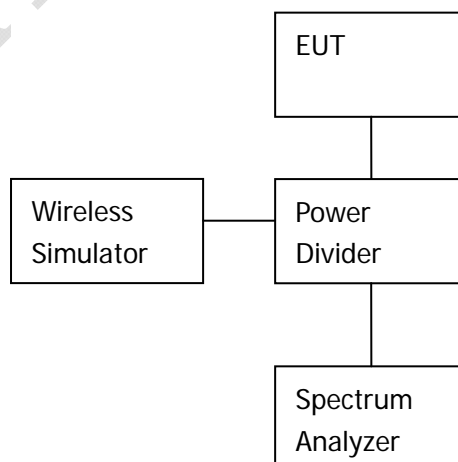 EUT
Wireless
Simulator
Power
Divider
Spectrum
Analyzer